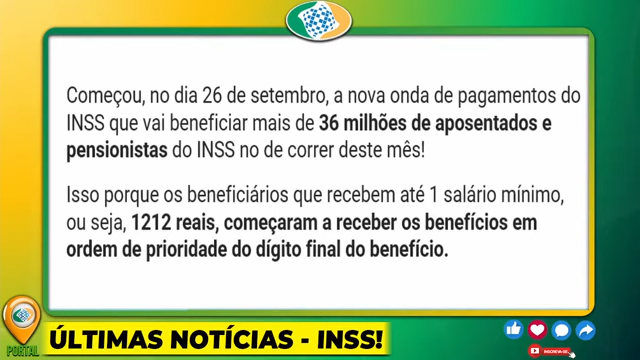 Começou, no dia 26 de setembro, a nova onda de pagamentos do
INSS que vai beneficiar mais de 36 milhões de aposentados e
pensionistas do INSS no de correr deste mês!
Isso porque os beneficiários que recebem até 1 salário mínimo,
ou seja, 1212 reais, começaram a receber os benefícios em
ordem de prioridade do dígito final do benefício.
PORTAL
ÚLTIMAS NOTÍCIAS - INSS!
INSCREVA-SE